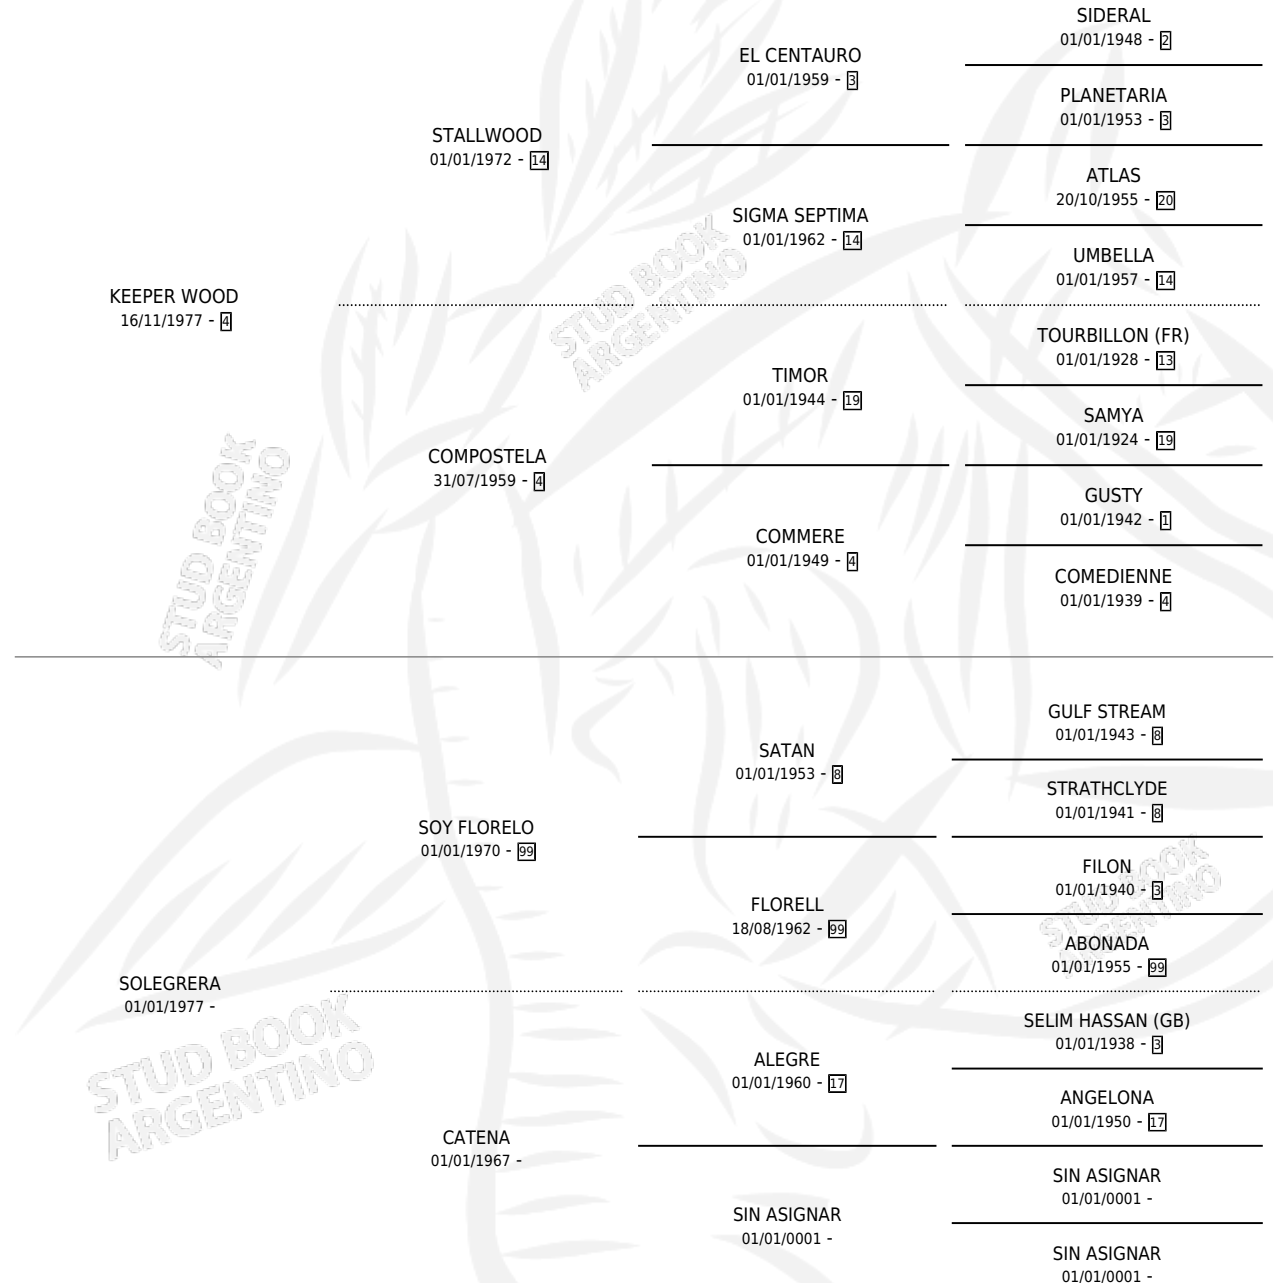 SIDERAL
01/01/1948 - 2
EL CENTAURO
01/01/1959 - 3
PLANETARIA
01/01/1953 - 3
STALLWOOD
01/01/1972 - 14
ATLAS
20/10/1955 - 20
SIGMA SEPTIMA
01/01/1962 - 14
UMBELLA
01/01/1957 - 14
KEEPER WOOD
16/11/1977 - 4
STUD BOOK
ARGENTINO
TOURBILLON (FR)
01/01/1928 - 13
TIMOR
01/01/1944 - 19
SAMYA
01/01/1924 - 19
COMPOSTELA
31/07/1959 - 4
GUSTY
01/01/1942 - 1
COMMERE
01/01/1949 - 4
COMEDIENNE
01/01/1939 - 4
STUD BOOK
ARGENTINO
GULF STREAM
01/01/1943 - 8
SATAN
01/01/1953 - 8
STRATHCLYDE
01/01/1941 - 8
SOY FLORELO
01/01/1970 - 99
FILON
01/01/1940 - 3
FLORELL
18/08/1962 - 99
STUD BOOK
ARGENTINO
ABONADA
01/01/1955 - 99
SOLEGRERA
01/01/1977 -
SELIM HASSAN (GB)
01/01/1938 - 3
ALEGRE
01/01/1960 - 17
ANGELONA
01/01/1950 - 17
STUD BOOK
ARGENTINO
CATENA
01/01/1967 -
SIN ASIGNAR
01/01/0001 -
SIN ASIGNAR
01/01/0001 -
SIN ASIGNAR
01/01/0001 -